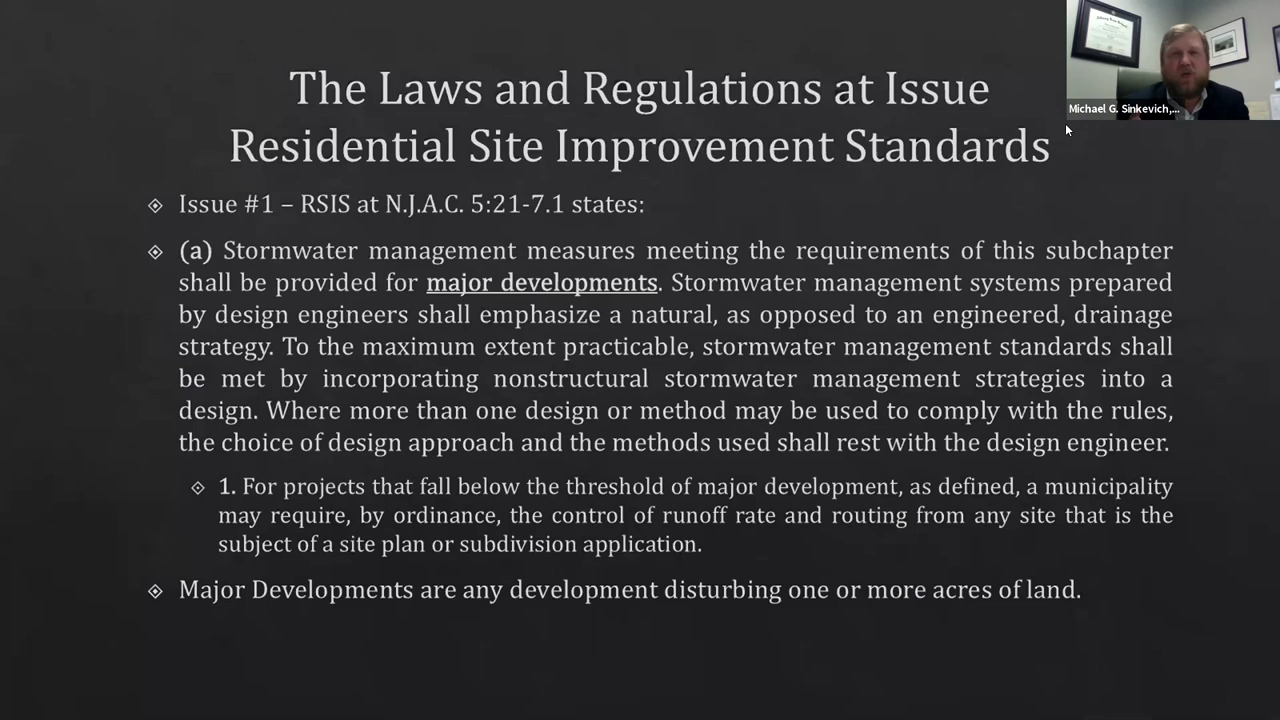 The Laws and Regulations at Issue
Residential Site Improvement Standards
Michael G. Sinkevich,...
Issue #1 – RSIS at N.J.A.C. 5:21-7.1 states:
(a) Stormwater management measures meeting the requirements of this subchapter
shall be provided for major developments. Stormwater management systems prepared
by design engineers shall emphasize a natural, as opposed to an engineered, drainage
strategy. To the maximum extent practicable, stormwater management standards shall
be met by incorporating nonstructural stormwater management strategies into a
design. Where more than one design or method may be used to comply with the rules,
the choice of design approach and the methods used shall rest with the design engineer.
1. For projects that fall below the threshold of major development, as defined, a municipality
may require, by ordinance, the control of runoff rate and routing from any site that is the
subject of a site plan or subdivision application.
Major Developments are any development disturbing one or more acres of land.